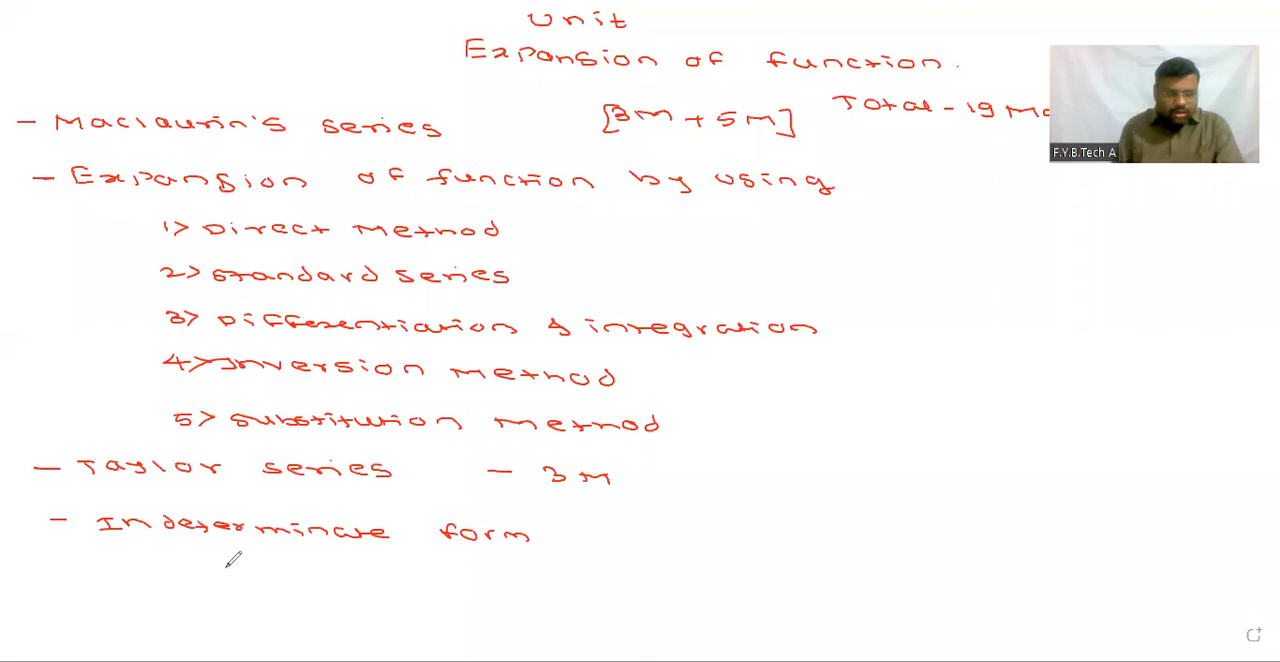 Unit
Expansion of function.
- Maclaurin's series [3M + 5M] Total - 19 Ma
- Expansion of function by using
1> Direct Method
2> Standard series
3> Differentiation & integration
4> Inversion Method
5> Substitution Method
- Taylor series - 3M
- Indeterminate form
F.Y.B.Tech A